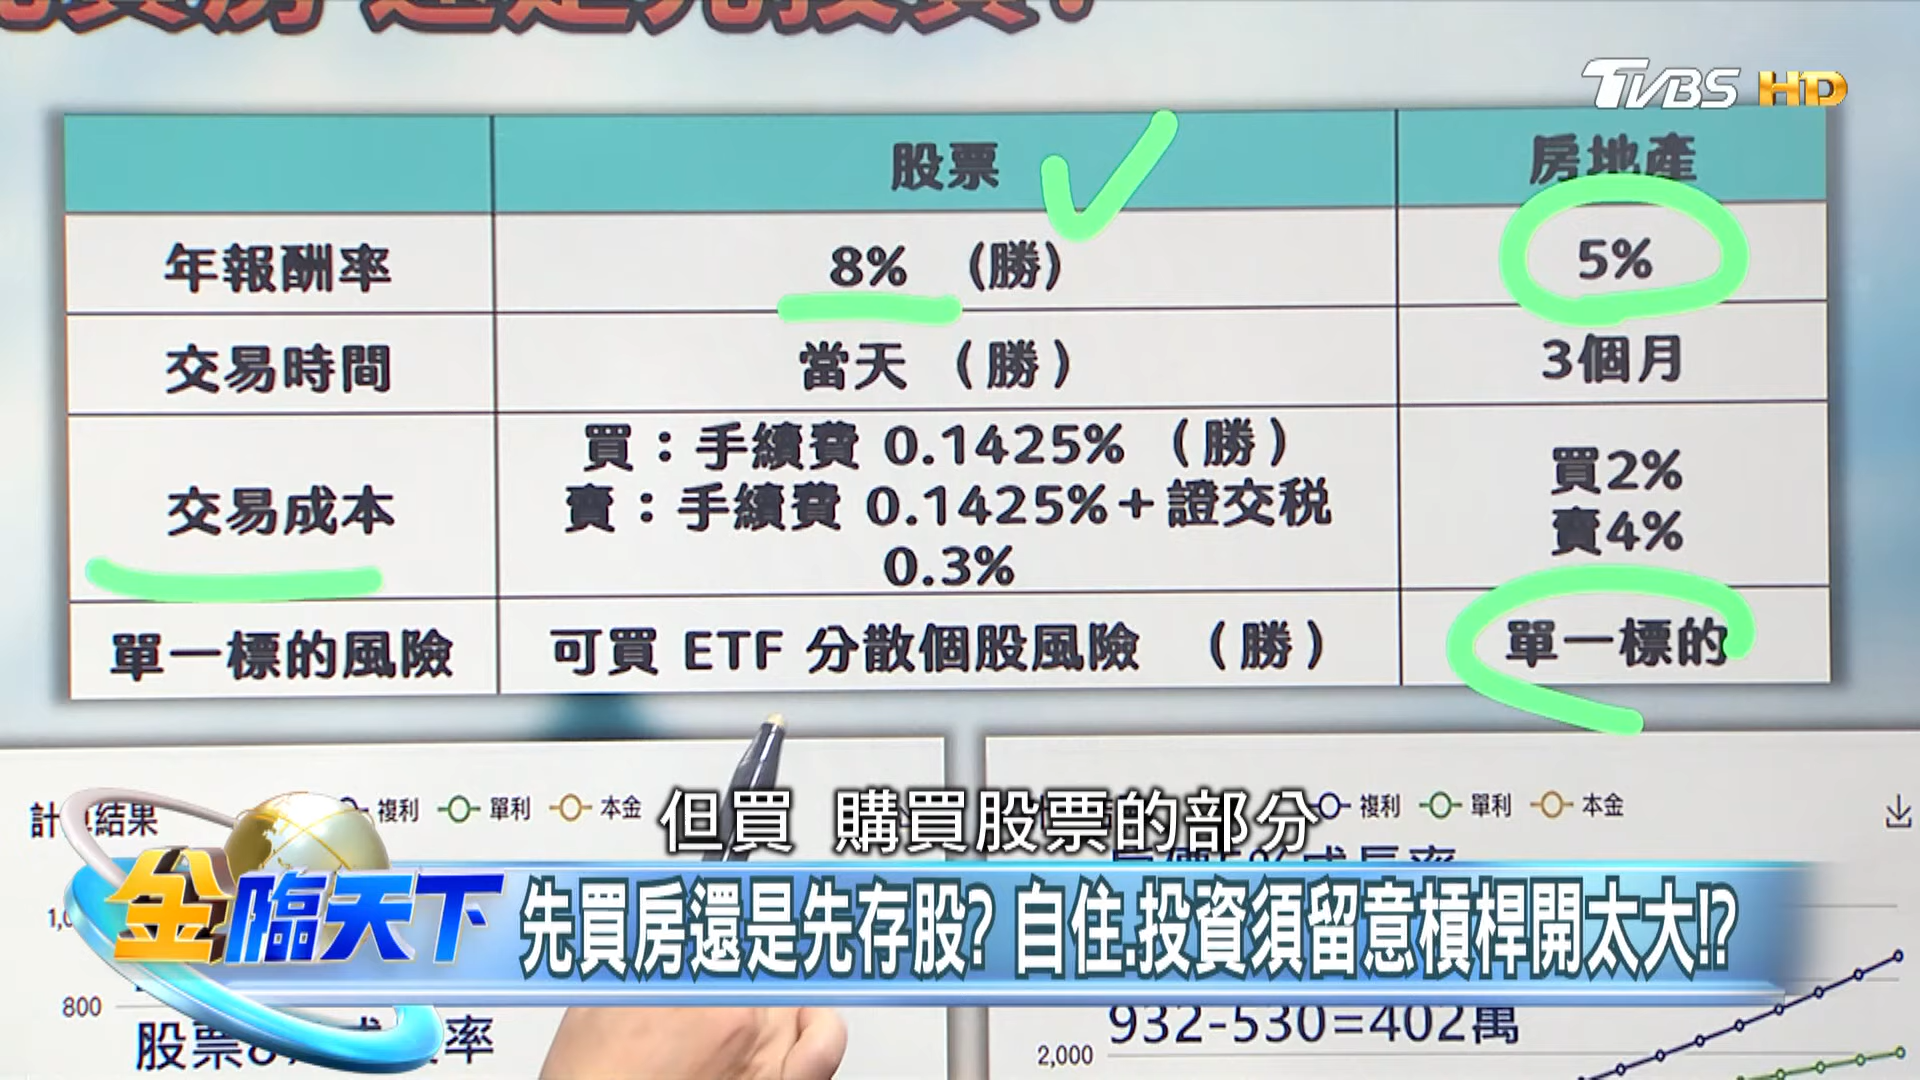 TVBS HD
股票
房地產
年報酬率
8% (勝)
5%
交易時間
當天 (勝)
3個月
交易成本
買:手續費 0.1425% (勝)
賣:手續費 0.1425%+證交稅
0.3%
買2%
賣4%
單一標的風險
可買 ETF 分散個股風險 (勝)
單一標的
結果
複利 單利 本金
複利 單利 本金
但買 購買股票的部分
金臨天下
先買房還是先存股? 自住.投資須留意槓桿開太大!?
800
股票
率
932-530=402萬
2,000